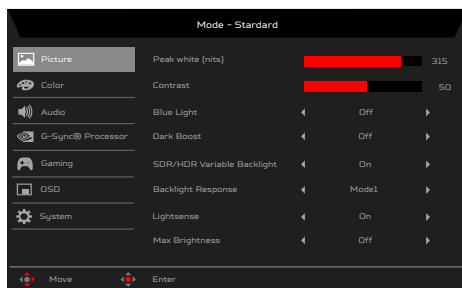 Mode - Stardard
Picture
Peak white (nits)
315
Color
Contrast
50
Audio
Blue Light
Off
G-Sync® Processor
Dark Boost
Off
Gaming
SDR/HDR Variable Backlight
On
OSD
Backlight Response
Mode1
System
Lightsense
On
Max Brightness
Off
Move
Enter